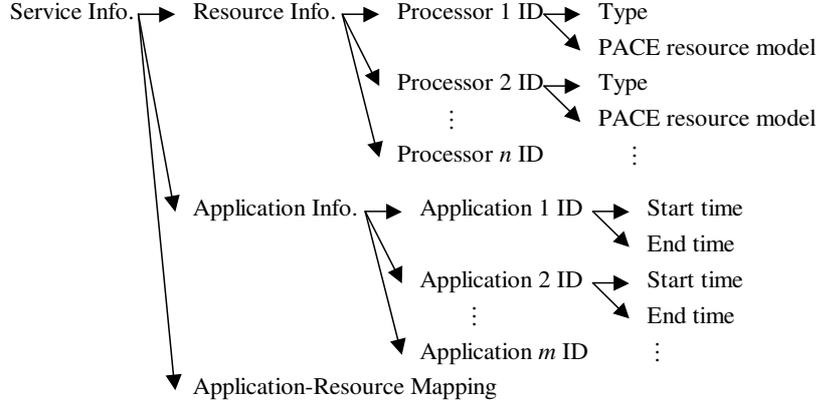 Service Info. Resource Info. Processor 1 ID Type
PACE resource model
Processor 2 ID Type
PACE resource model
⋮
Processor n ID ⋮
Application Info. Application 1 ID Start time
End time
Application 2 ID Start time
End time
⋮
Application m ID ⋮
Application-Resource Mapping